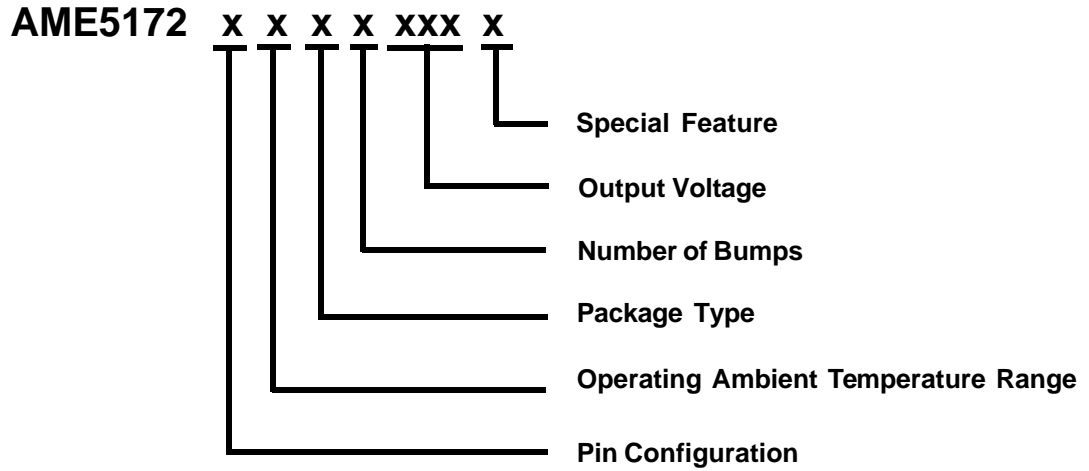 AME5172 x x x x xxx x
Special Feature
Output Voltage
Number of Bumps
Package Type
Operating Ambient Temperature Range
Pin Configuration